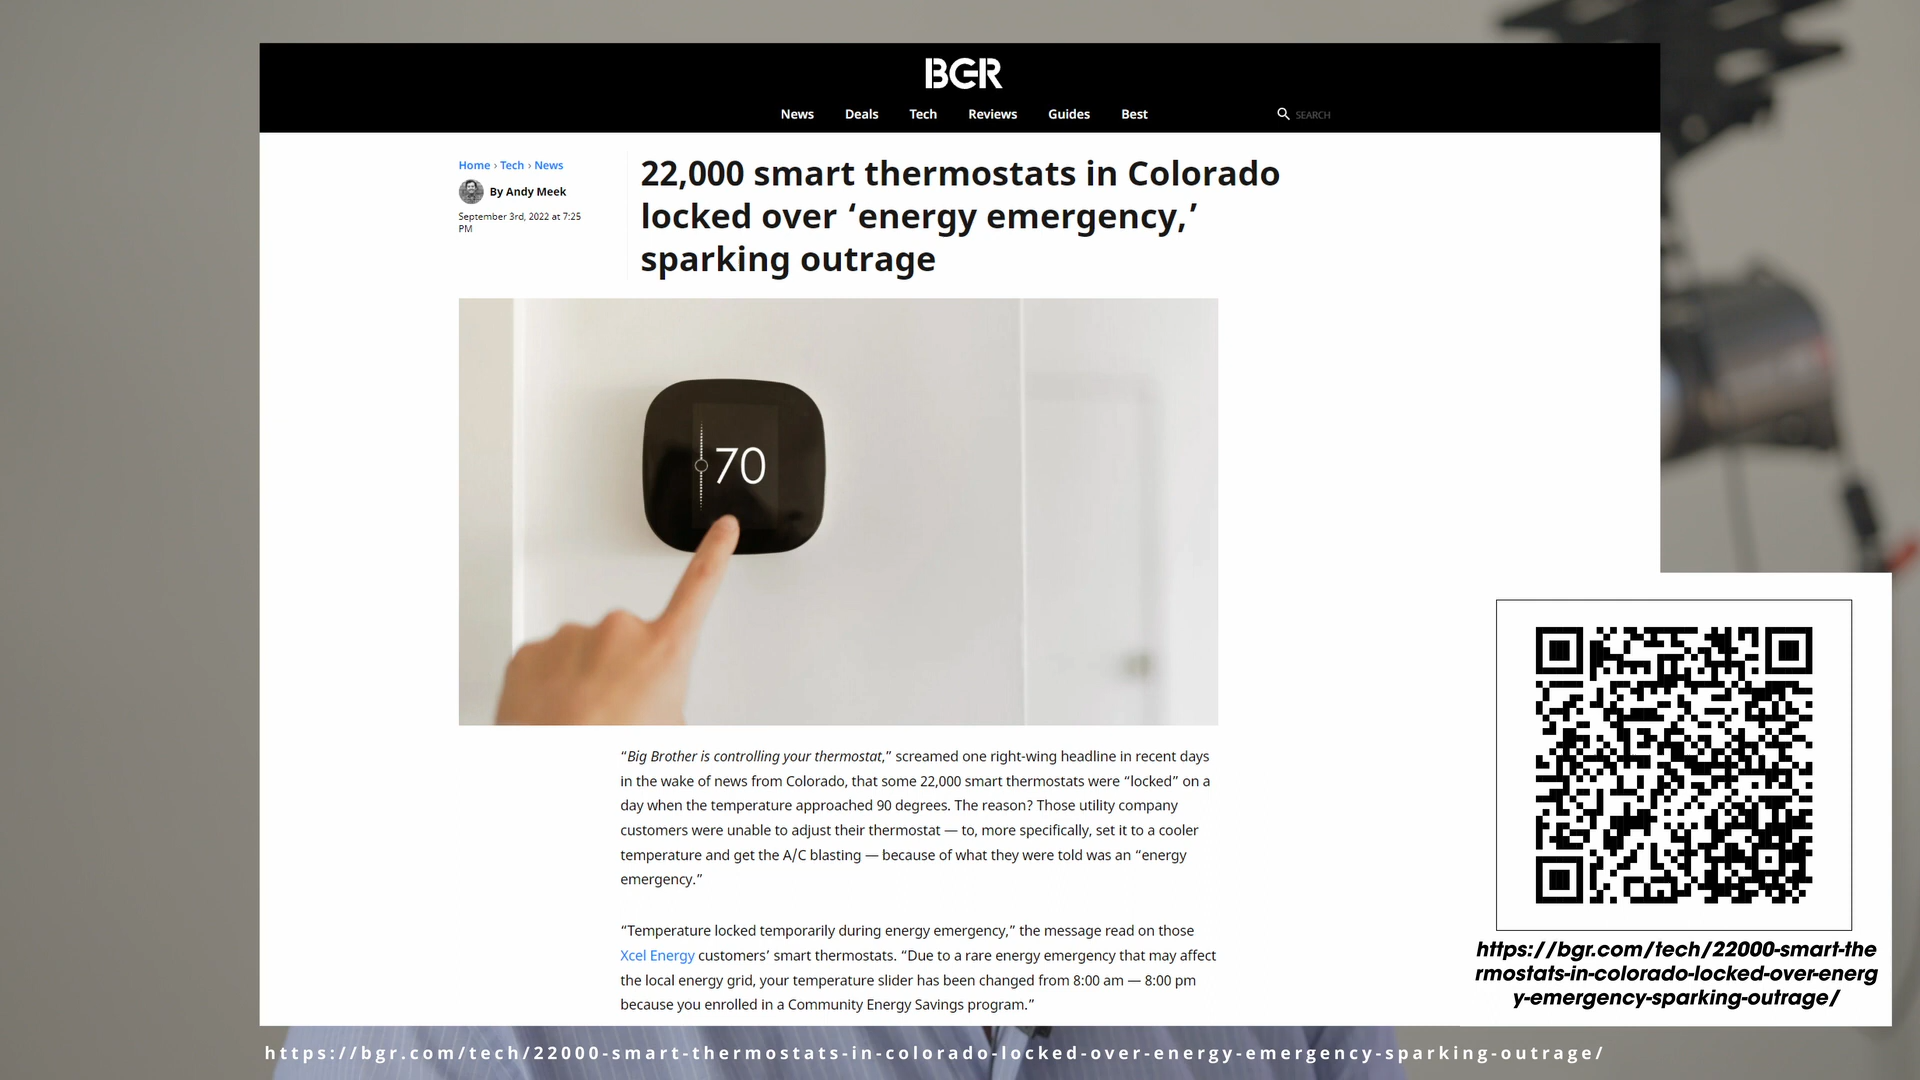 BGR
News Deals Tech Reviews Guides Best SEARCH
Home › Tech › News
By Andy Meek
September 3rd, 2022 at 7:25
PM
22,000 smart thermostats in Colorado
locked over ‘energy emergency,’
sparking outrage
70
“Big Brother is controlling your thermostat,” screamed one right-wing headline in recent days
in the wake of news from Colorado, that some 22,000 smart thermostats were “locked” on a
day when the temperature approached 90 degrees. The reason? Those utility company
customers were unable to adjust their thermostat — to, more specifically, set it to a cooler
temperature and get the A/C blasting — because of what they were told was an “energy
emergency.”
“Temperature locked temporarily during energy emergency,” the message read on those
Xcel Energy customers’ smart thermostats. “Due to a rare energy emergency that may affect
the local energy grid, your temperature slider has been changed from 8:00 am — 8:00 pm
because you enrolled in a Community Energy Savings program.”
https://bgr.com/tech/22000-smart-the
rmostats-in-colorado-locked-over-energ
y-emergency-sparking-outrage/
https://bgr.com/tech/22000-smart-thermostats-in-colorado-locked-over-energy-emergency-sparking-outrage/